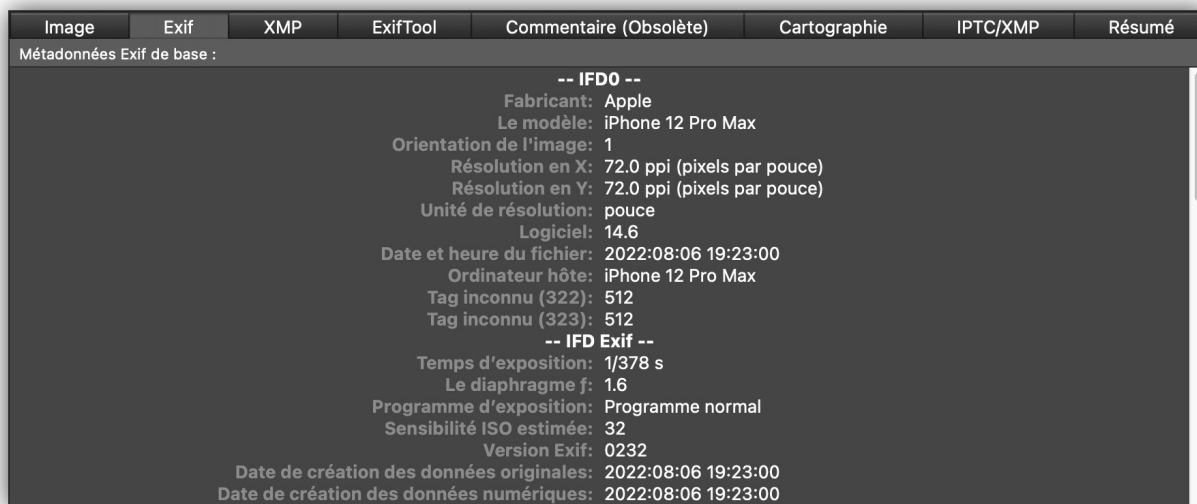 Image Exif XMP ExifTool Commentaire (Obsolète) Cartographie IPTC/XMP Résumé
Métadonnées Exif de base :
-- IFD0 --
Fabricant: Apple
Le modèle: iPhone 12 Pro Max
Orientation de l'image: 1
Résolution en X: 72.0 ppi (pixels par pouce)
Résolution en Y: 72.0 ppi (pixels par pouce)
Unité de résolution: pouce
Logiciel: 14.6
Date et heure du fichier: 2022:08:06 19:23:00
Ordinateur hôte: iPhone 12 Pro Max
Tag inconnu (322): 512
Tag inconnu (323): 512
-- IFD Exif --
Temps d’exposition: 1/378 s
Le diaphragme ƒ: 1.6
Programme d’exposition: Programme normal
Sensibilité ISO estimée: 32
Version Exif: 0232
Date de création des données originales: 2022:08:06 19:23:00
Date de création des données numériques: 2022:08:06 19:23:00